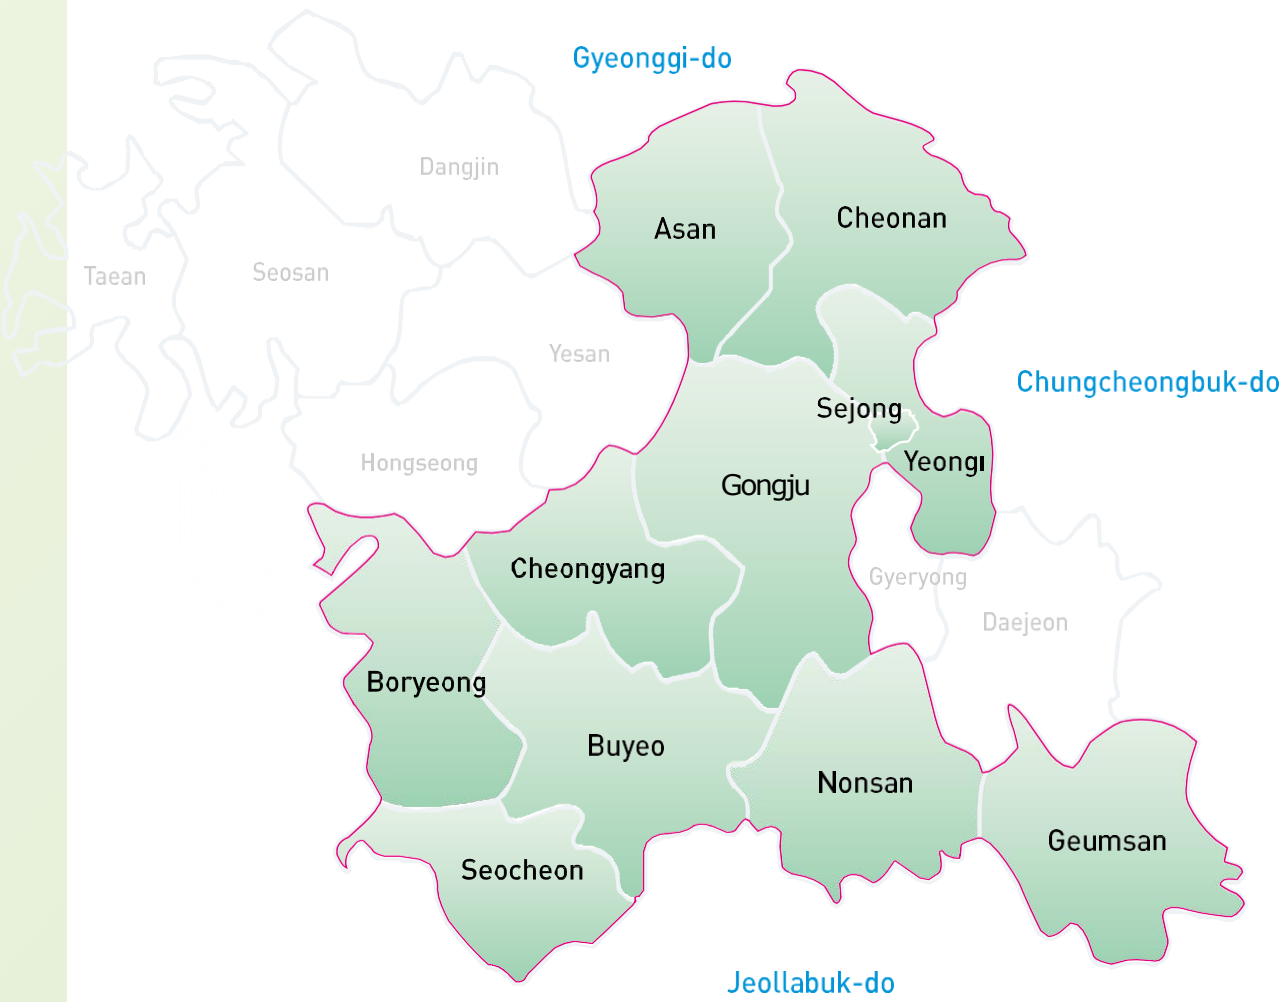 Gyeonggi-do
Dangjin
Asan
Cheonan
Taean
Seosan
Yesan
Chungcheongbuk-do
Sejong
Hongseong
Yeongi
Gongju
Cheongyang
Gyeryong
Daejeon
Boryeong
Buyeo
Nonsan
Geumsan
Seocheon
Jeollabuk-do